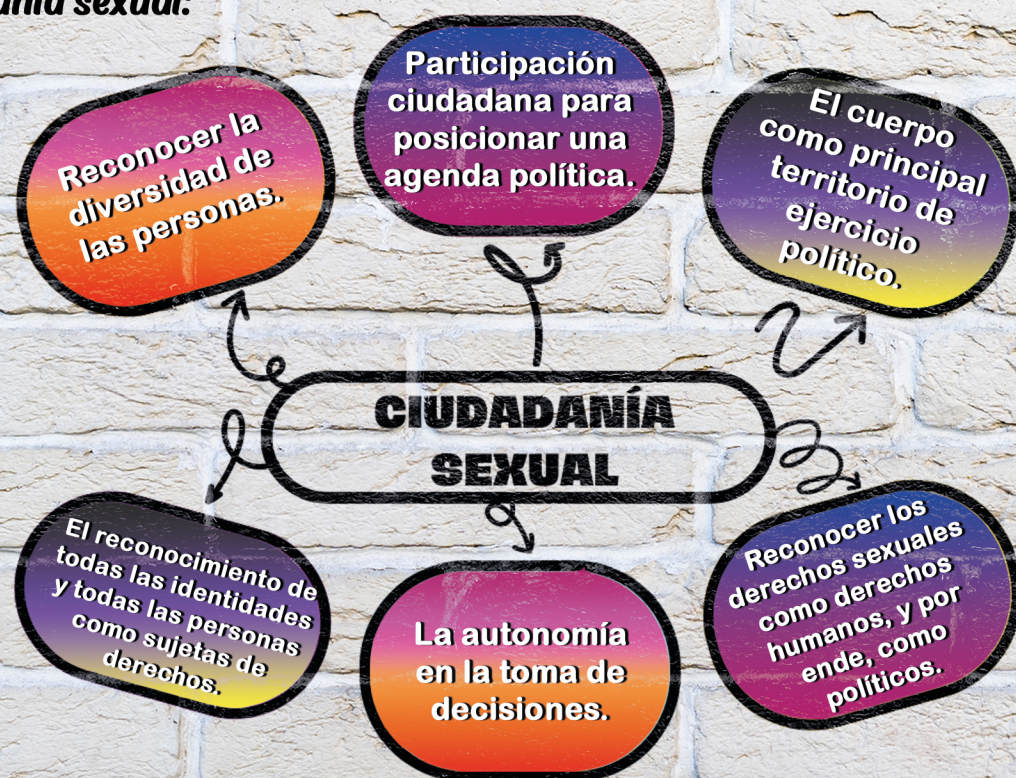 sexual:
Reconocer la
diversidad de
las personas.
Participación
ciudadana para
posicionar una
agenda política.
El cuerpo
como principal
territorio de
ejercicio
político.
CIUDADANÍA
SEXUAL
El reconocimiento de
todas las identidades
y todas las personas
como sujetas de
derechos.
La autonomía
en la toma de
decisiones.
Reconocer los
derechos sexuales
como derechos
humanos, y por
ende, como
políticos.